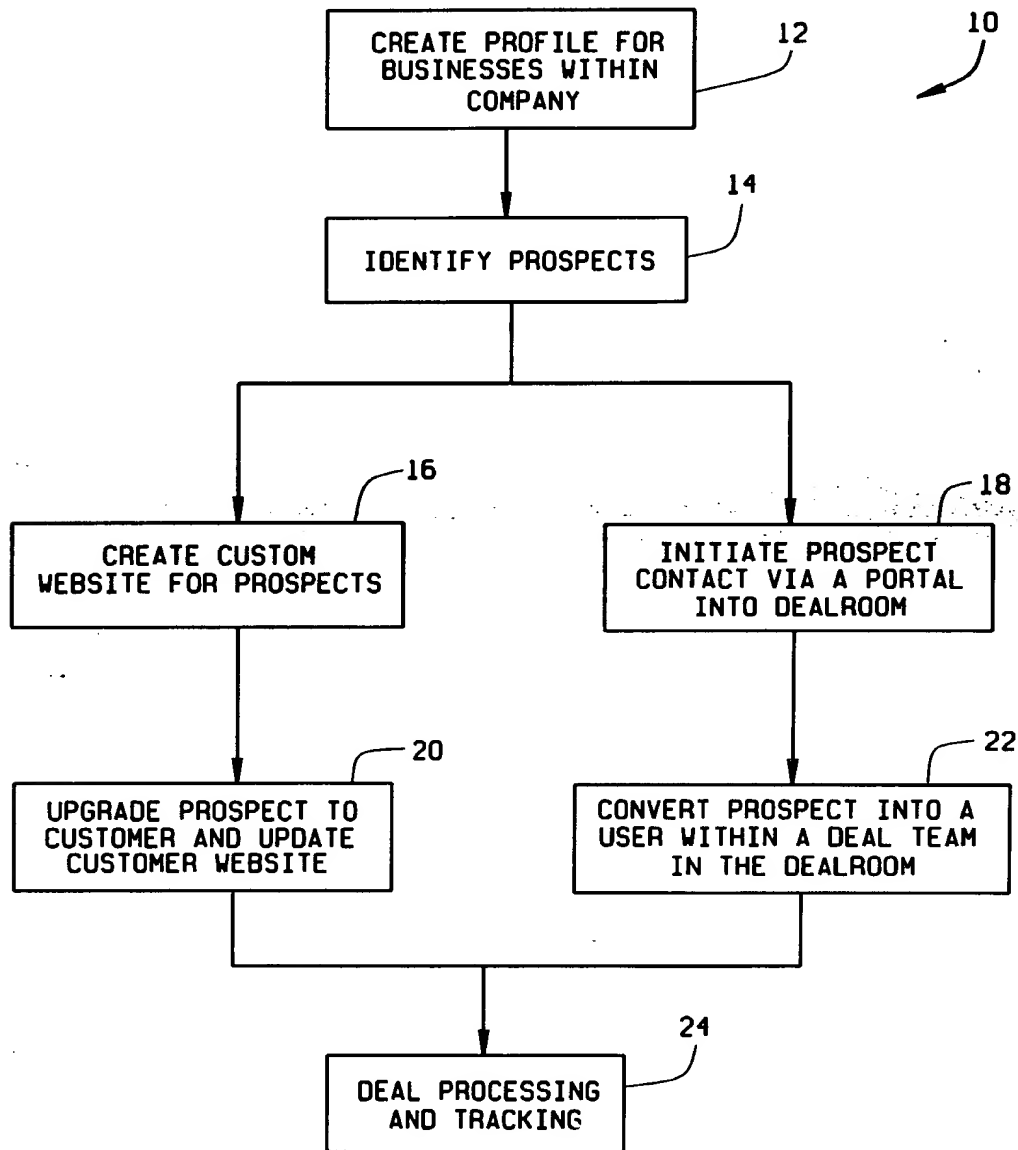 CREATE PROFILE FOR
BUSINESSES WITHIN
COMPANY
12
10
14
IDENTIFY PROSPECTS
16
18
CREATE CUSTOM
WEBSITE FOR PROSPECTS
INITIATE PROSPECT
CONTACT VIA A PORTAL
INTO DEALROOM
20
22
UPGRADE PROSPECT TO
CUSTOMER AND UPDATE
CUSTOMER WEBSITE
CONVERT PROSPECT INTO A
USER WITHIN A DEAL TEAM
IN THE DEALROOM
24
DEAL PROCESSING
AND TRACKING